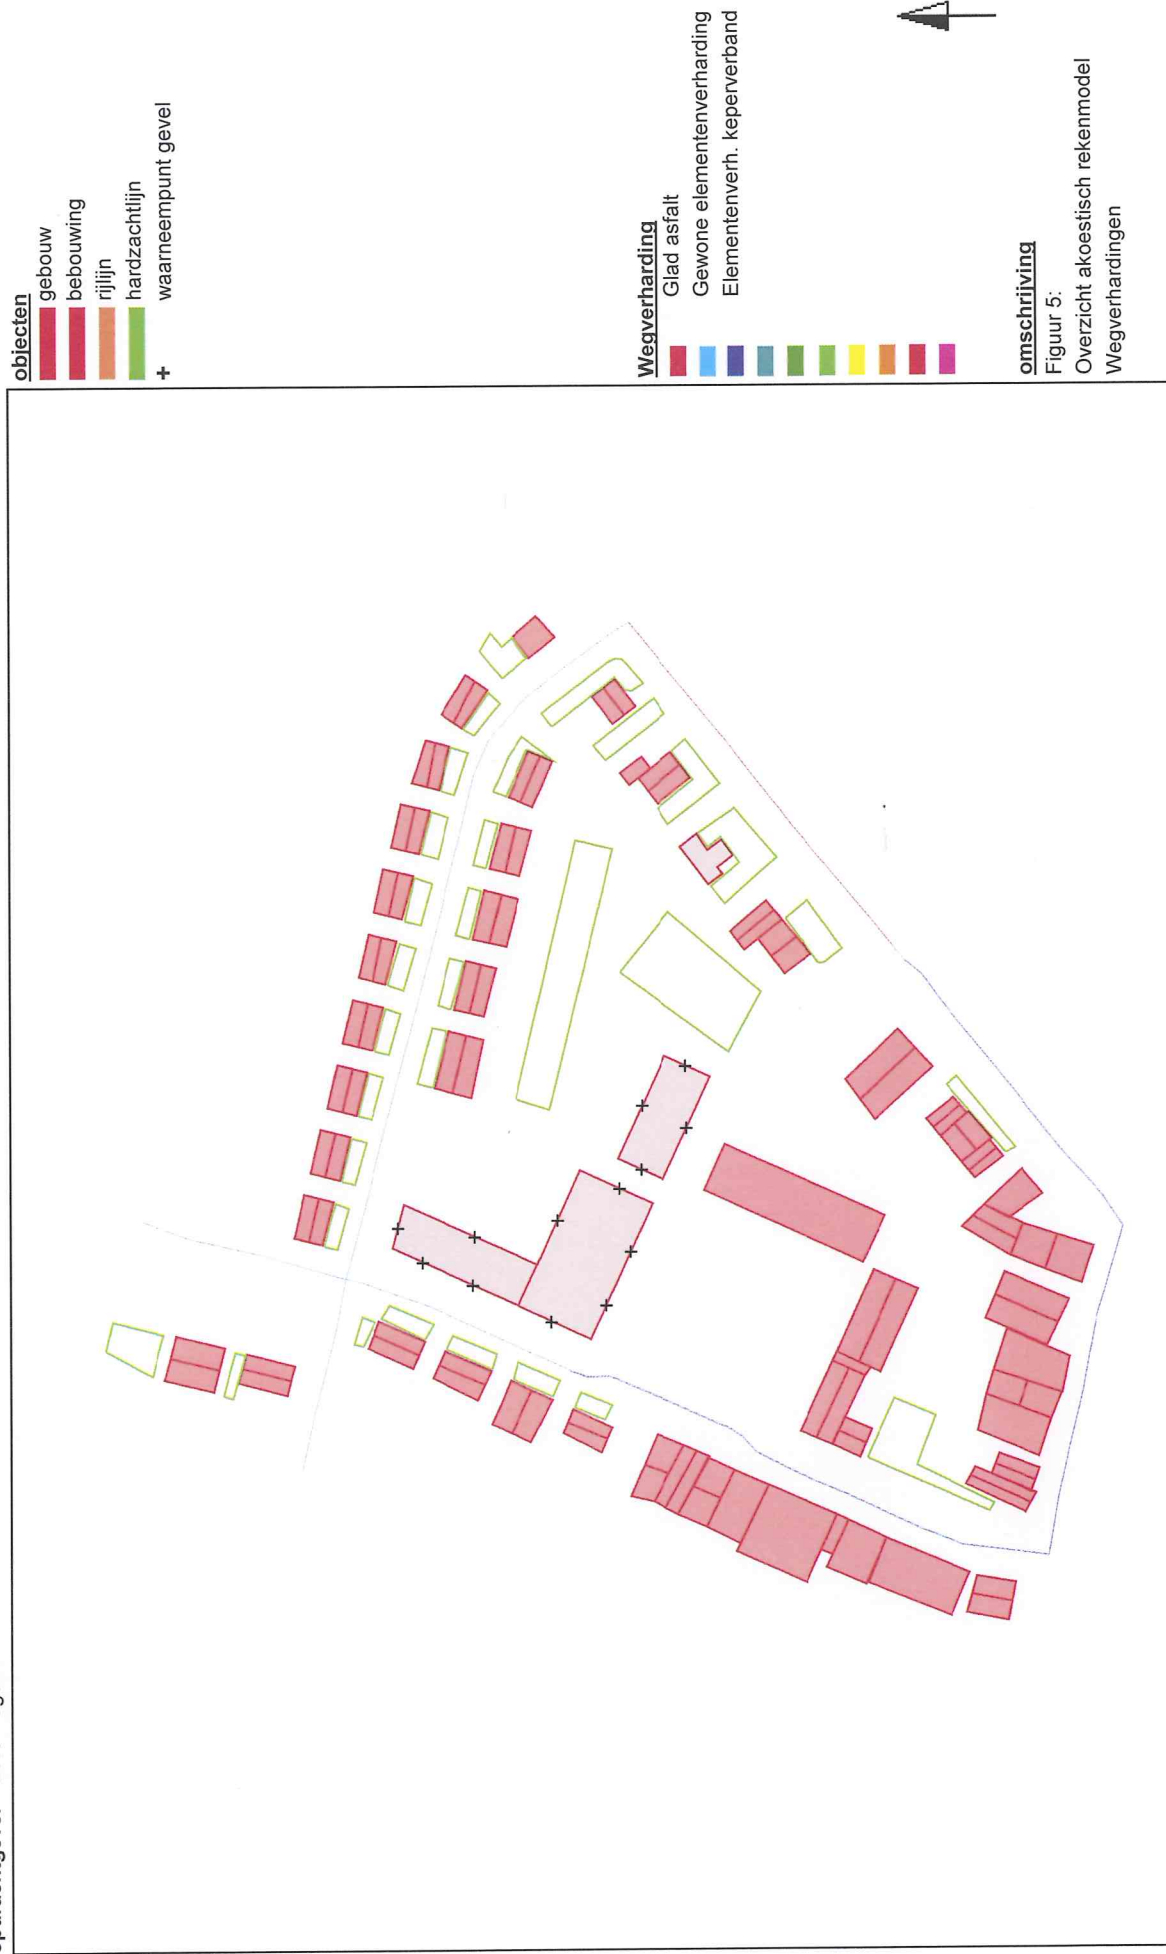 objecten
gebouw
bebouwing
rijlijn
hardzachtlijn
+ waarneempunt gevel
Wegverharding
Glad asfalt
Gewone elementenverharding
Elementenverh. keperverband
omschrijving
Figuur 5:
Overzicht akoestisch rekenmodel
Wegverhardingen